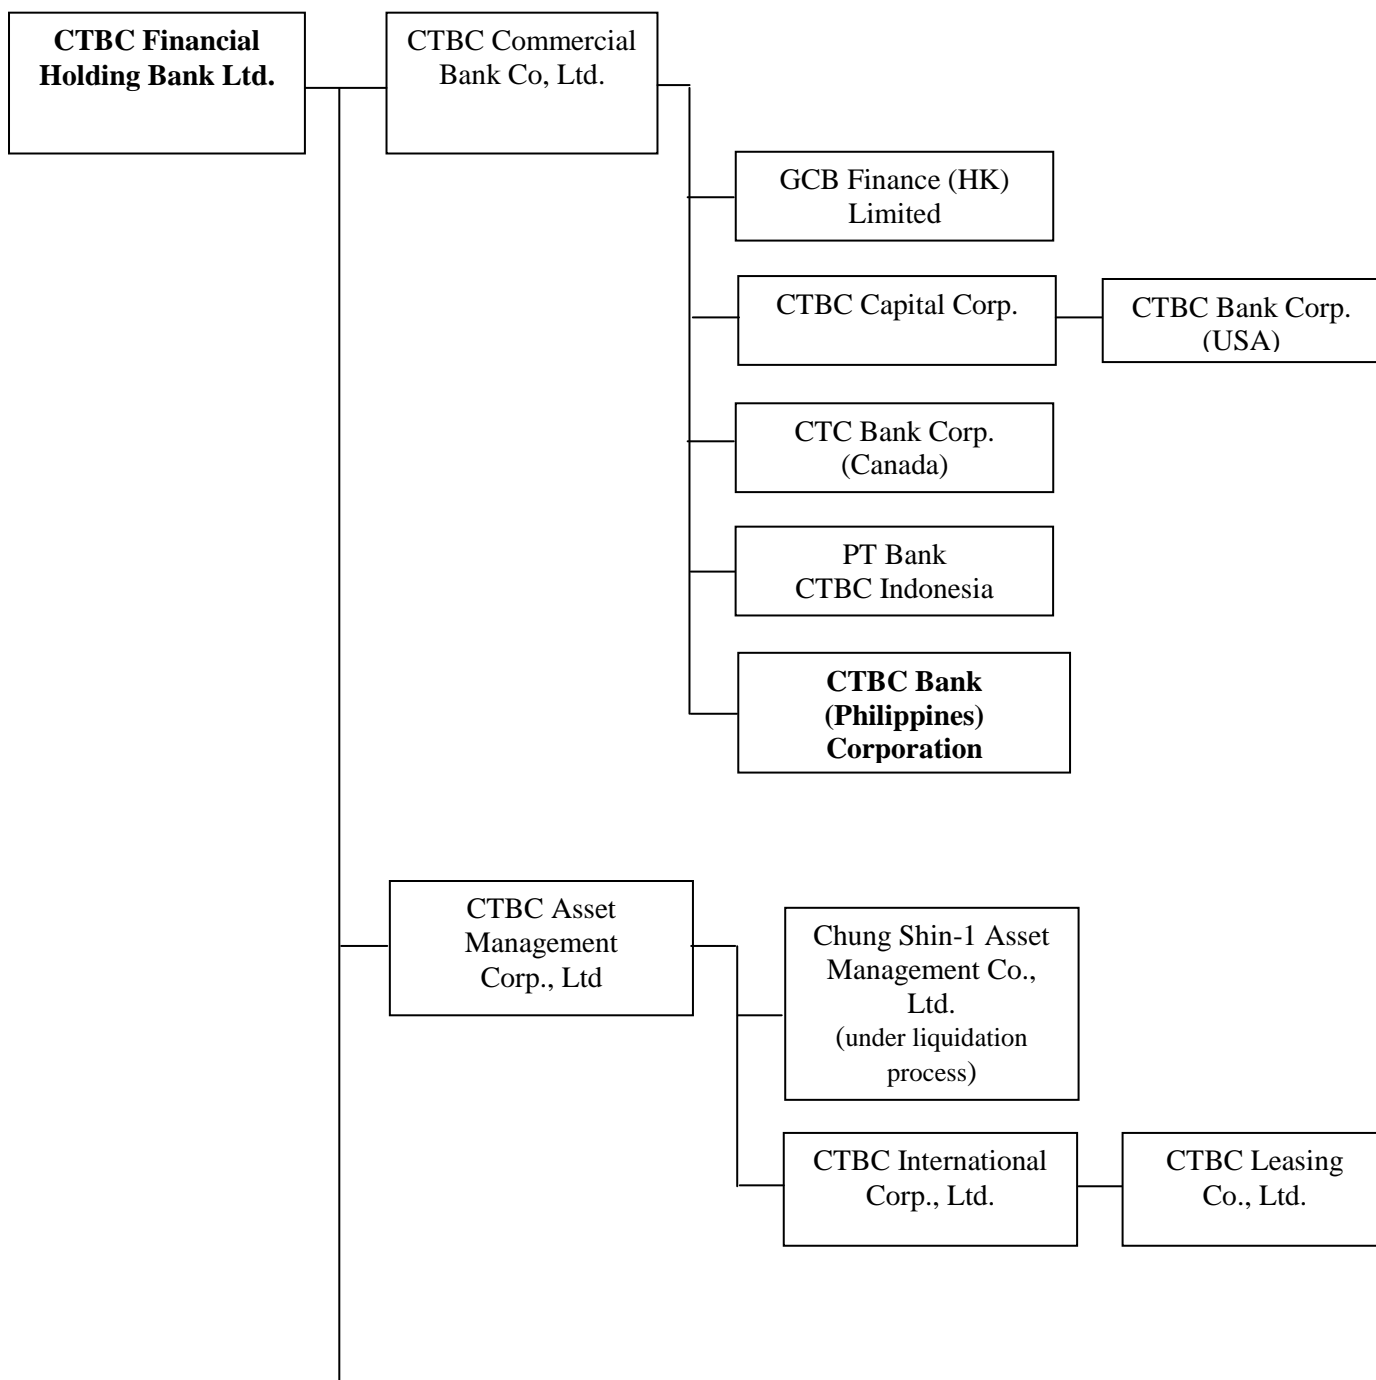 CTBC Financial
Holding Bank Ltd.
CTBC Commercial
Bank Co, Ltd.
GCB Finance (HK)
Limited
CTBC Capital Corp.
CTBC Bank Corp.
(USA)
CTC Bank Corp.
(Canada)
PT Bank
CTBC Indonesia
CTBC Bank
(Philippines)
Corporation
CTBC Asset
Management
Corp., Ltd
Chung Shin-1 Asset
Management Co.,
Ltd.
(under liquidation
process)
CTBC International
Corp., Ltd.
CTBC Leasing
Co., Ltd.